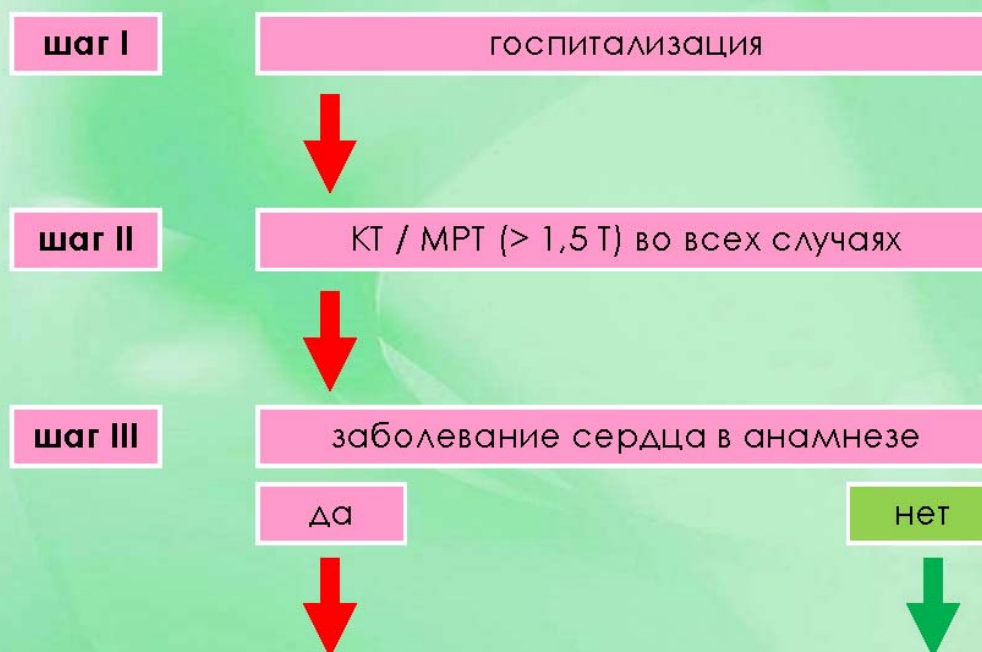 шаг I
госпитализация
шаг II
КТ / МРТ (> 1,5 Т) во всех случаях
шаг III
заболевание сердца в анамнезе
да
нет